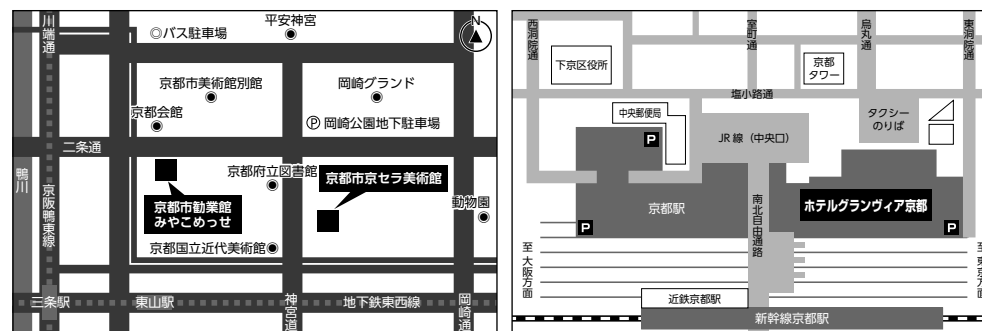 川端通
◎バス駐車場
平安神宮
N
京都市美術館別館
岡崎グランド
京都会館
Ⓟ 岡崎公園地下駐車場
二条通
鴨川
京阪鴨東線
京都府立図書館
京都市京セラ美術館
京都市勧業館
みやこめっせ
動物園
京都国立近代美術館
三条駅
東山駅
神宮道
地下鉄東西線
岡崎通
西洞院通
室町通
烏丸通
東洞院通
下京区役所
京都
タワー
塩小路通
中央郵便局
タクシー
のりば
P
JR線（中央口）
京都駅
南北自由通路
ホテルグランヴィア京都
P
P
至大阪方面
至東京方面
近鉄京都駅
新幹線京都駅